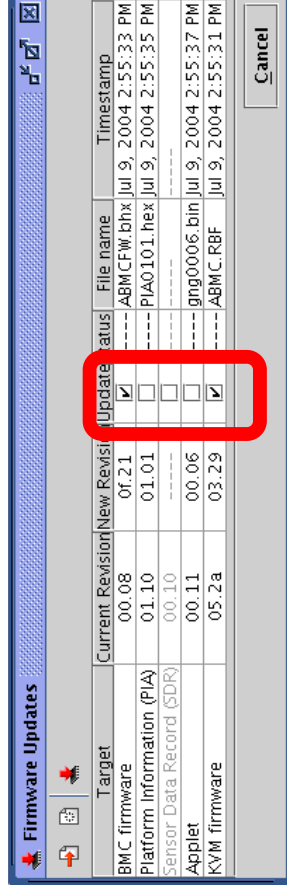 Firmware Updates
Target Current Revision New Revisi Update tatus File name Timestamp
BMC firmware 00.08 0f.21 ---- ABMCFW.bhx Jul 9, 2004 2:55:33 PM
Platform Information (PIA) 01.10 01.01 ---- PIA0101.hex Jul 9, 2004 2:55:35 PM
Sensor Data Record (SDR) 00.10 ----- -----
Applet 00.11 00.06 ---- gng0006.bin Jul 9, 2004 2:55:37 PM
KVM firmware 05.2a 03.29 ---- ABMC.RBF Jul 9, 2004 2:55:31 PM
Cancel